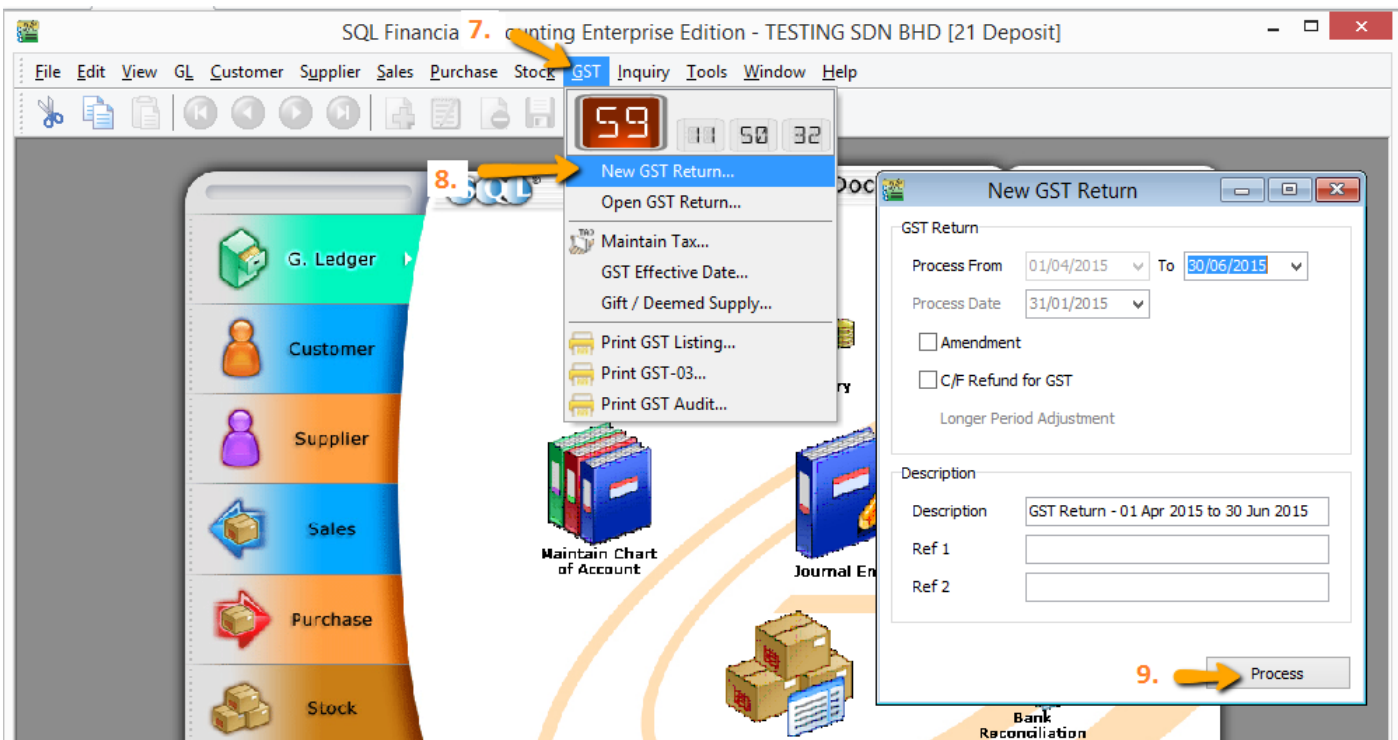 SQL Financia 7. ounting Enterprise Edition - TESTING SDN BHD [21 Deposit]
File Edit View GL Customer Supplier Sales Purchase Stock GST Inquiry Tools Window Help
59 11 50 32
8.
SQL
New GST Return...
Open GST Return...
Maintain Tax...
GST Effective Date...
Gift / Deemed Supply...
Print GST Listing...
Print GST-03...
Print GST Audit...
Doc
ry
G. Ledger
Customer
Supplier
Sales
Purchase
Stock
Maintain Chart
of Account
Journal En
Bank
Reconciliation
New GST Return
GST Return
Process From 01/04/2015 To 30/06/2015
Process Date 31/01/2015
Amendment
C/F Refund for GST
Longer Period Adjustment
Description
Description GST Return - 01 Apr 2015 to 30 Jun 2015
Ref 1
Ref 2
9. Process